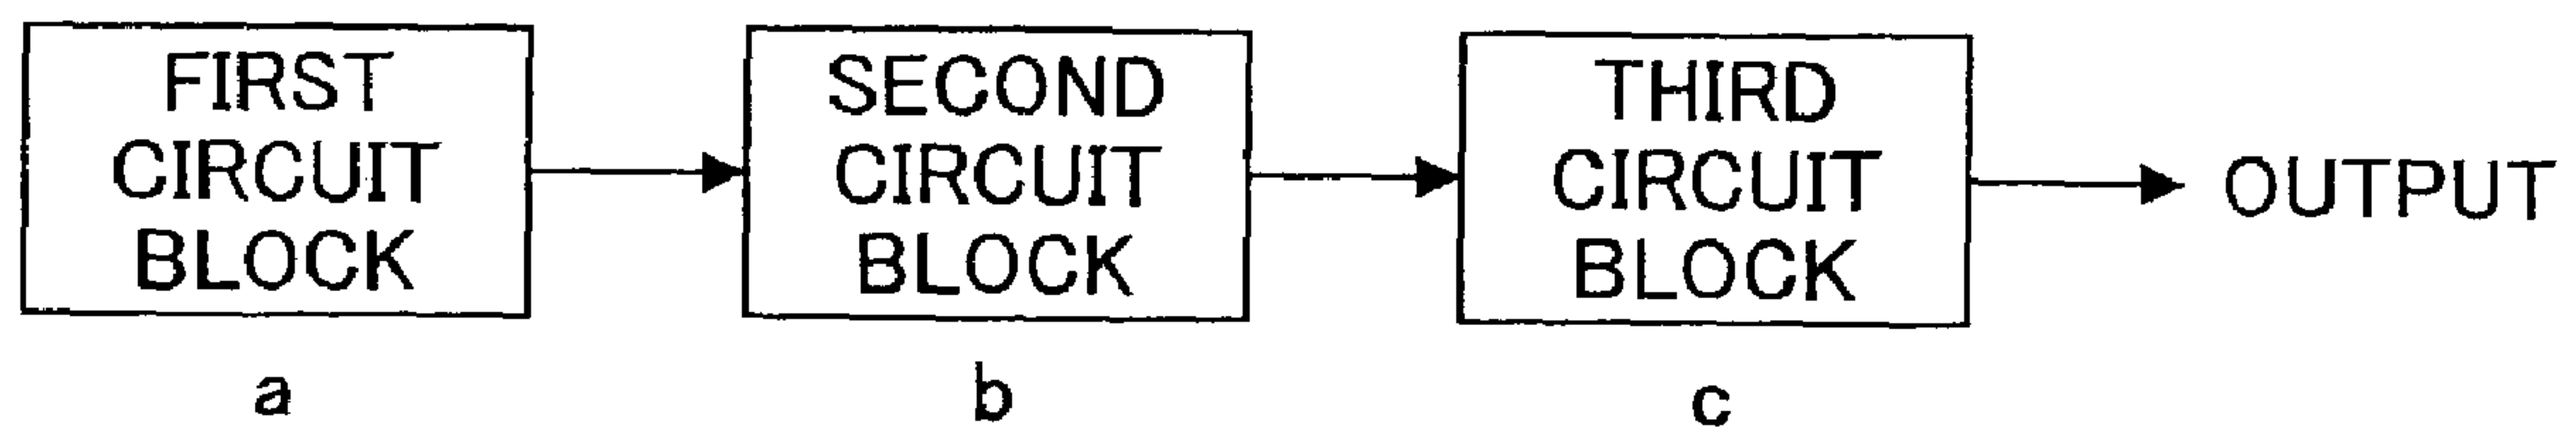 FIRST
CIRCUIT
BLOCK
a
SECOND
CIRCUIT
BLOCK
b
THIRD
CIRCUIT
BLOCK
c
OUTPUT